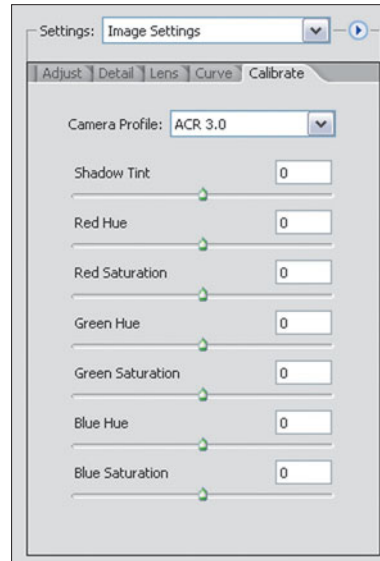 Settings: Image Settings
Adjust Detail Lens Curve Calibrate
Camera Profile: ACR 3.0
Shadow Tint 0
Red Hue 0
Red Saturation 0
Green Hue 0
Green Saturation 0
Blue Hue 0
Blue Saturation 0